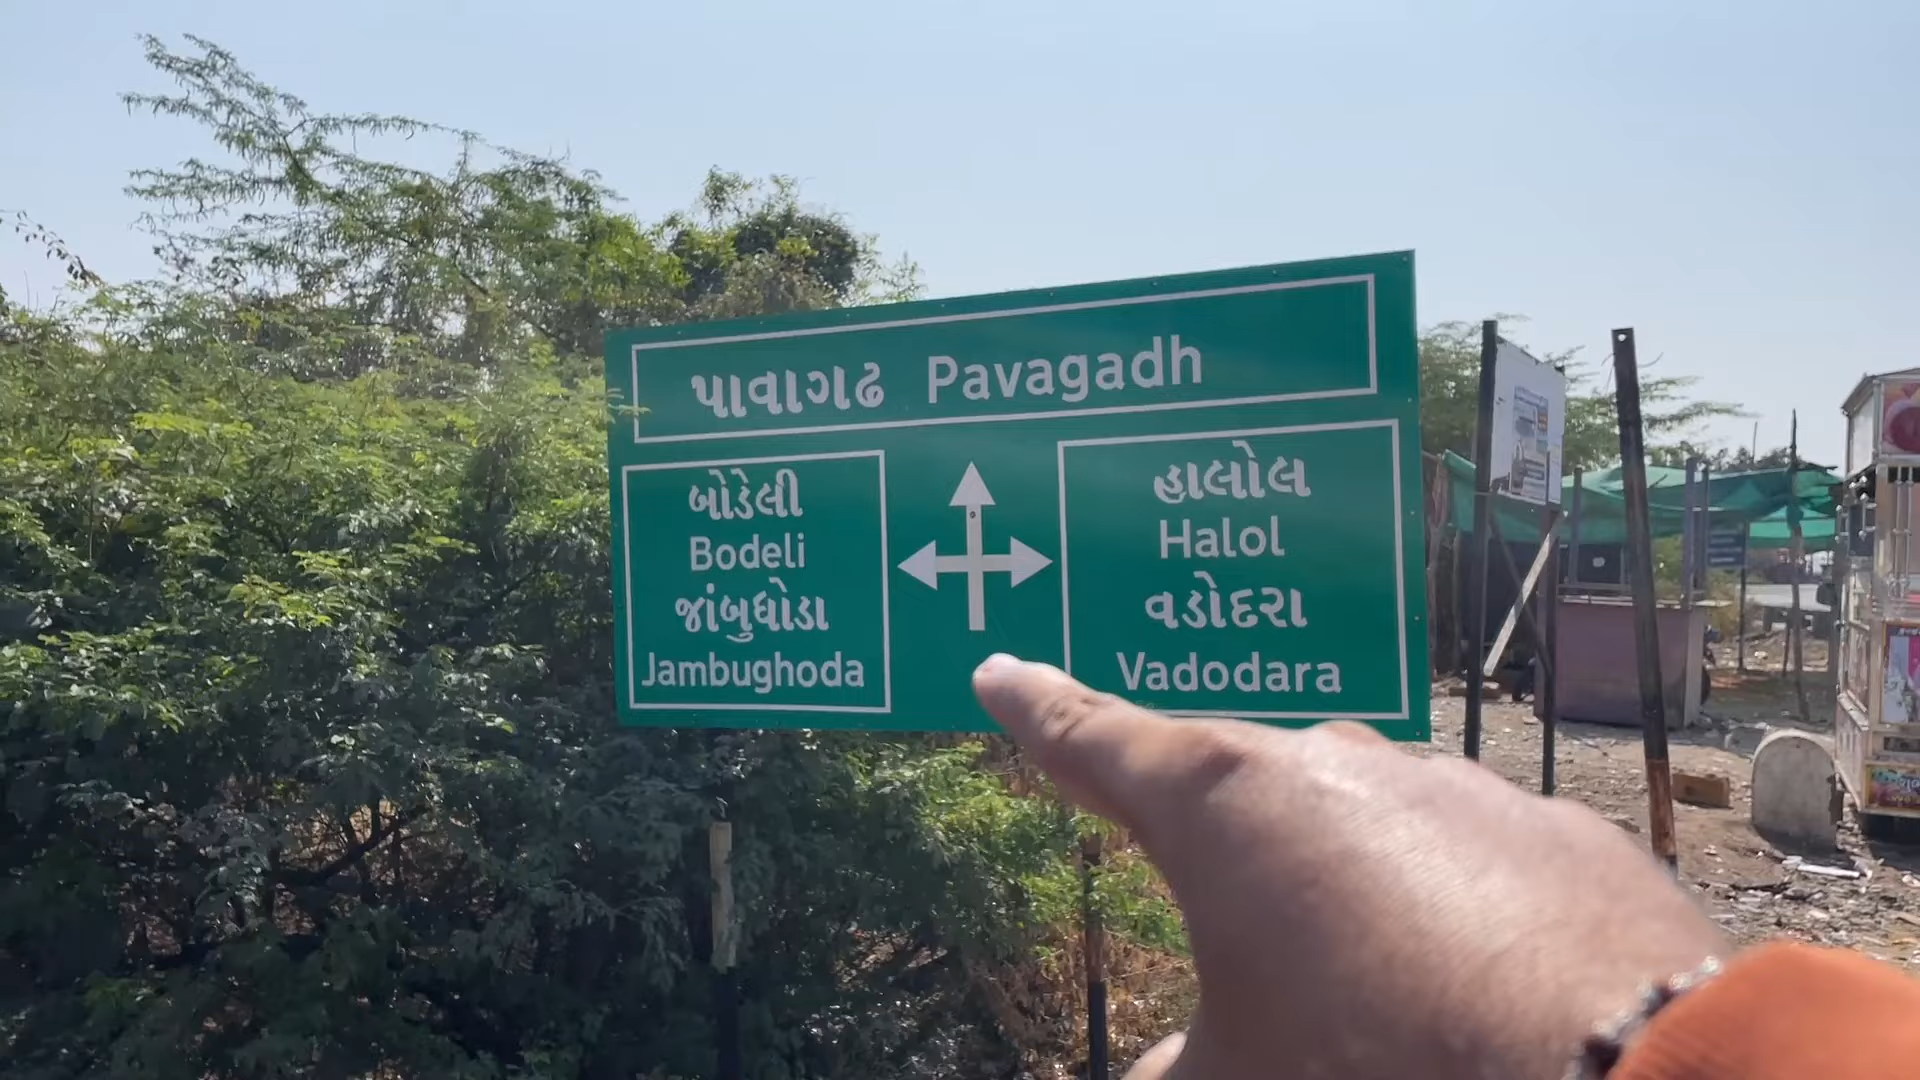 પાવાગઢ Pavagadh
બોડેલી
Bodeli
જાંબુઘોડા
Jambughoda
હાલોલ
Halol
વડોદરા
Vadodara